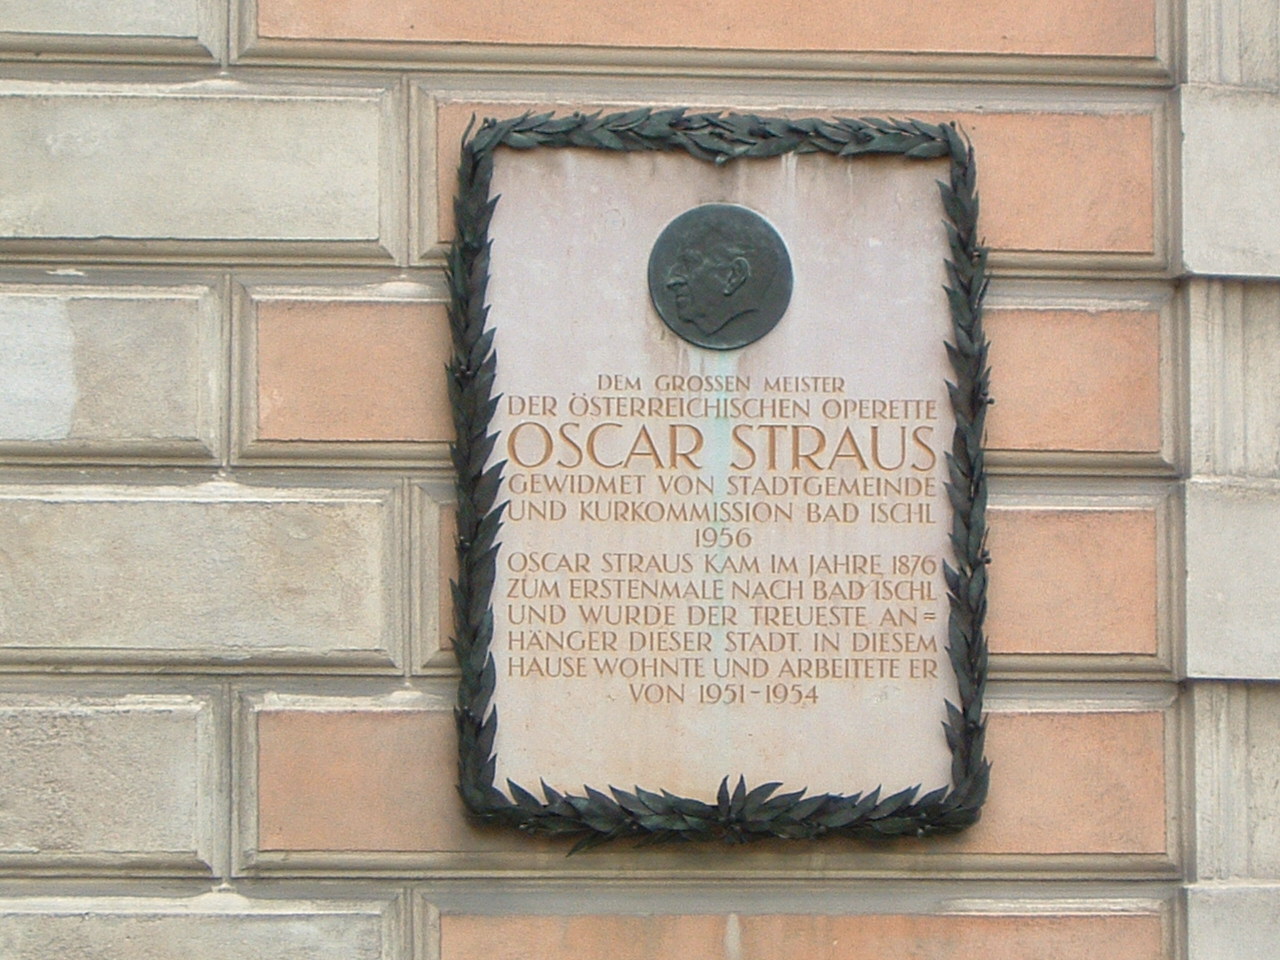 DEM GROSSEN MEISTER
DER ÖSTERREICHISCHEN OPERETTE
OSCAR STRAUS
GEWIDMET VON STADTGEMEINDE
UND KURKOMMISSION BAD ISCHL
1956
OSCAR STRAUS KAM IM JAHRE 1876
ZUM ERSTENMALE NACH BAD ISCHL
UND WURDE DER TREUESTE AN=
HÄNGER DIESER STADT. IN DIESEM
HAUSE WOHNTE UND ARBEITETE ER
VON 1951-1954